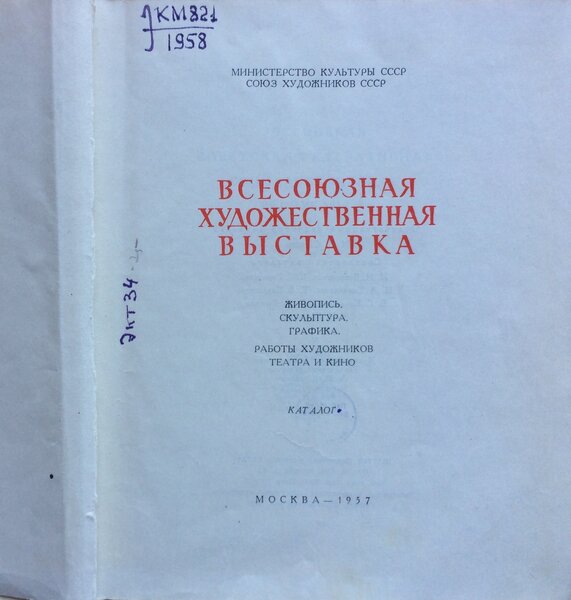 КМ821
1958
МИНИСТЕРСТВО КУЛЬТУРЫ СССР
СОЮЗ ХУДОЖНИКОВ СССР
ВСЕСОЮЗНАЯ
ХУДОЖЕСТВЕННАЯ
ВЫСТАВКА
ЖИВОПИСЬ,
СКУЛЬПТУРА,
ГРАФИКА,
РАБОТЫ ХУДОЖНИКОВ
ТЕАТРА И КИНО
КАТАЛОГ
МОСКВА — 1957
экт34